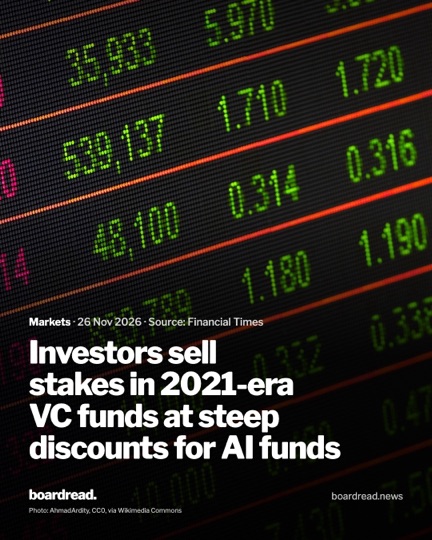 5.970
35,933
1.720
1.710
539,137
0.316
0.314
48,100
14
1.190
1.180
Markets · 26 Nov 2026 · Source: Financial Times
Investors sell
stakes in 2021-era
VC funds at steep
discounts for AI funds
boardread.
boardread.news
Photo: AhmadArdity, CC0, via Wikimedia Commons